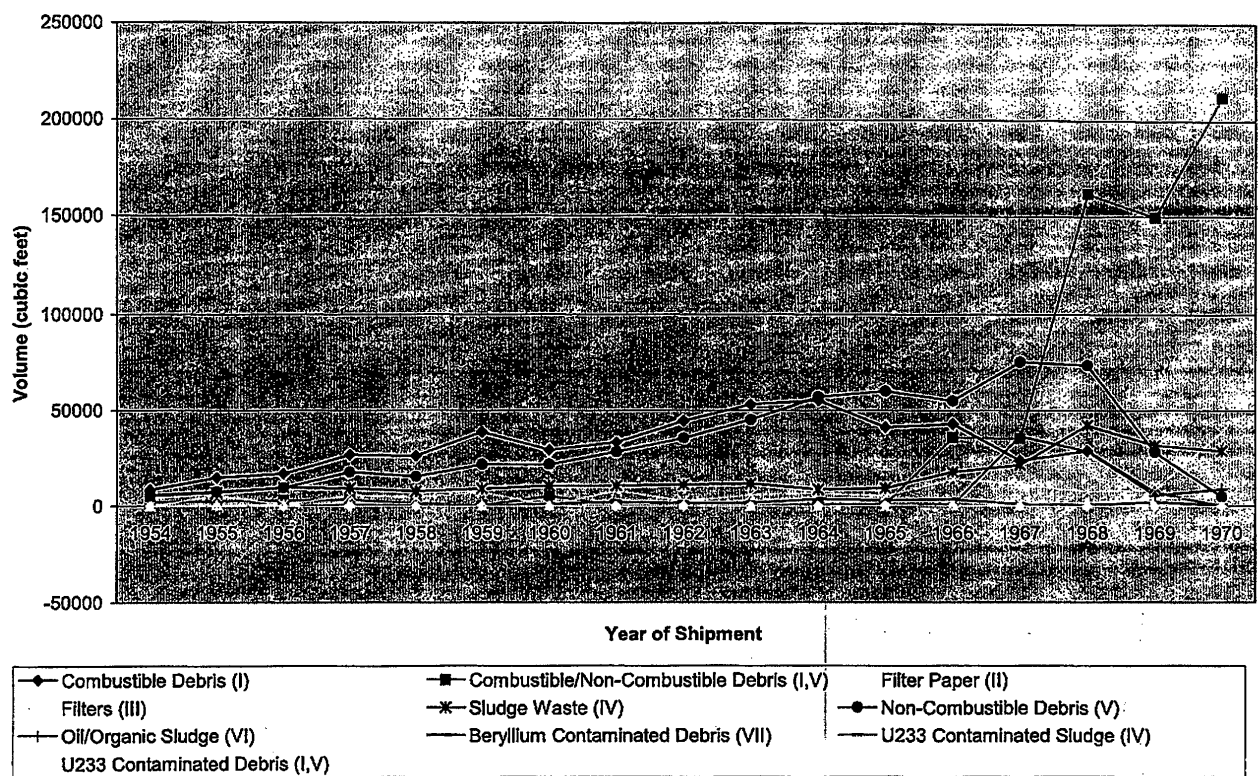 250000
200000
150000
100000
50000
0
-50000
Volume (cubic feet)
1954 1955 1956 1957 1958 1959 1960 1961 1962 1963 1964 1965 1966 1967 1968 1969 1970
Year of Shipment
Combustible Debris (I) Combustible/Non-Combustible Debris (I,V) Filter Paper (II)
Filters (III) Sludge Waste (IV) Non-Combustible Debris (V)
Oil/Organic Sludge (VI) Beryllium Contaminated Debris (VII) U233 Contaminated Sludge (IV)
U233 Contaminated Debris (I,V)